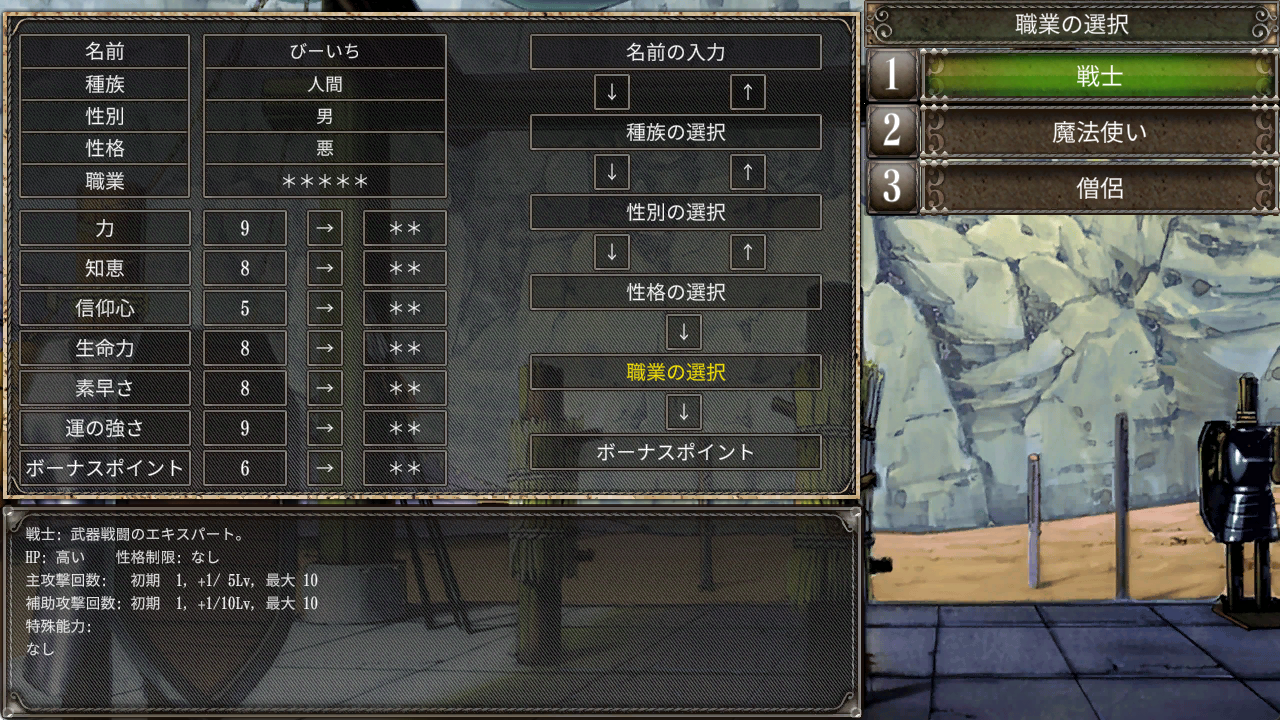 名前 びーいち
種族 人間
性別 男
性格 悪
職業 *****
力 9 → **
知恵 8 → **
信仰心 5 → **
生命力 8 → **
素早さ 8 → **
運の強さ 9 → **
ボーナスポイント 6 → **
名前の入力
↓ ↑
種族の選択
↓ ↑
性別の選択
↓ ↑
性格の選択
↓
職業の選択
↓
ボーナスポイント
職業の選択
1 戦士
2 魔法使い
3 僧侶
戦士: 武器戦闘のエキスパート。
HP: 高い 性格制限: なし
主攻撃回数: 初期 1, +1/ 5Lv, 最大 10
補助攻撃回数: 初期 1, +1/10Lv, 最大 10
特殊能力:
なし